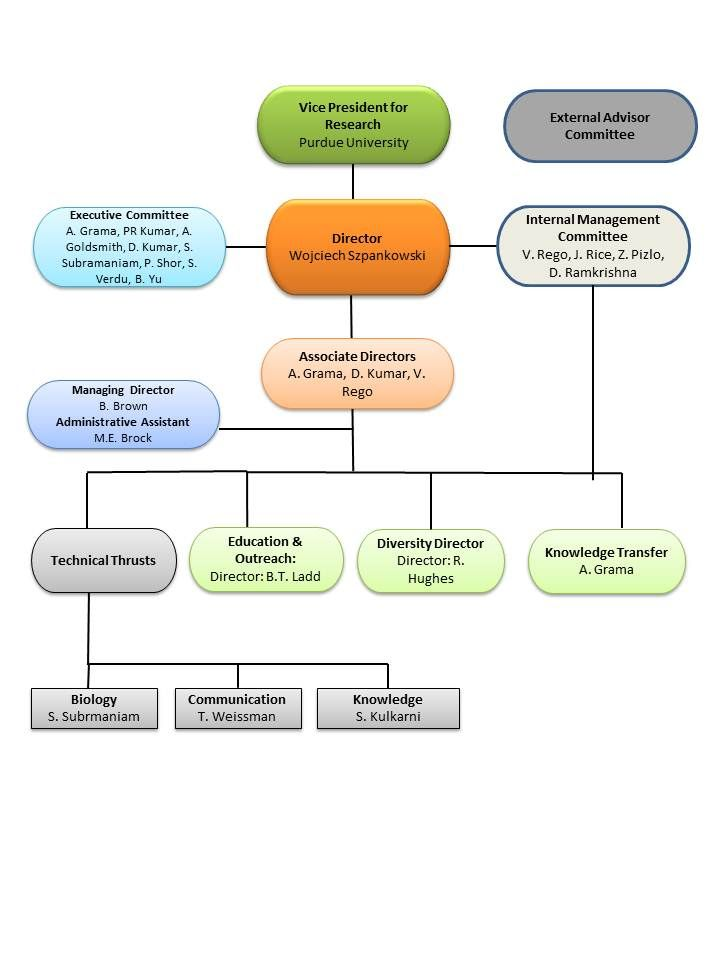 Vice President for
Research
Purdue University
External Advisor
Committee
Executive Committee
A. Grama, PR Kumar, A.
Goldsmith, D. Kumar, S.
Subramaniam, P. Shor, S.
Verdu, B. Yu
Director
Wojciech Szpankowski
Internal Management
Committee
V. Rego, J. Rice, Z. Pizlo,
D. Ramkrishna
Associate Directors
A. Grama, D. Kumar, V.
Rego
Managing Director
B. Brown
Administrative Assistant
M.E. Brock
Technical Thrusts
Education &
Outreach:
Director: B.T. Ladd
Diversity Director
Director: R.
Hughes
Knowledge Transfer
A. Grama
Biology
S. Subrmaniam
Communication
T. Weissman
Knowledge
S. Kulkarni